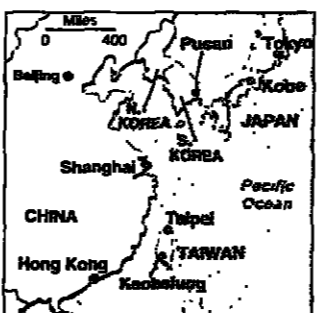 Miles
0 400
Pusan
Tokyo
Beijing
Kobe
N.
KOREA
JAPAN
S.
KOREA
Shanghai
Pacific
Ocean
CHINA
Taipei
TAIWAN
Hong Kong
Kaohsiung